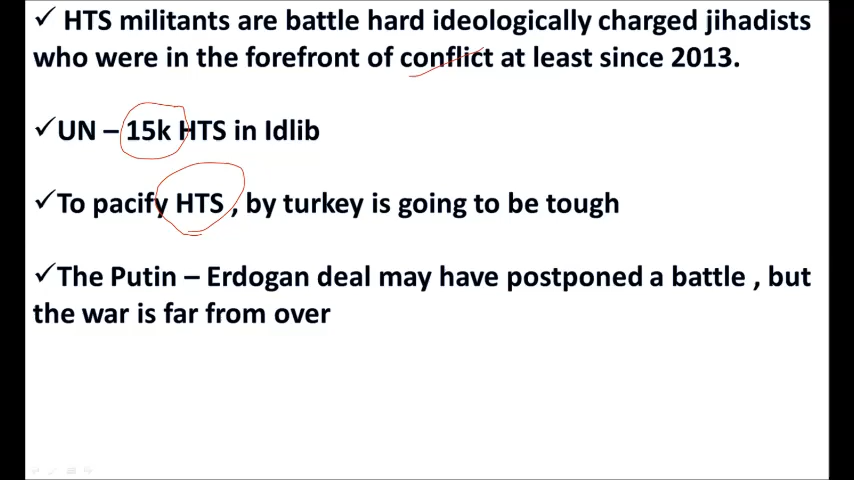 ✓ HTS militants are battle hard ideologically charged jihadists
who were in the forefront of conflict at least since 2013.
✓UN – 15k HTS in Idlib
✓To pacify HTS , by turkey is going to be tough
✓The Putin – Erdogan deal may have postponed a battle , but
the war is far from over